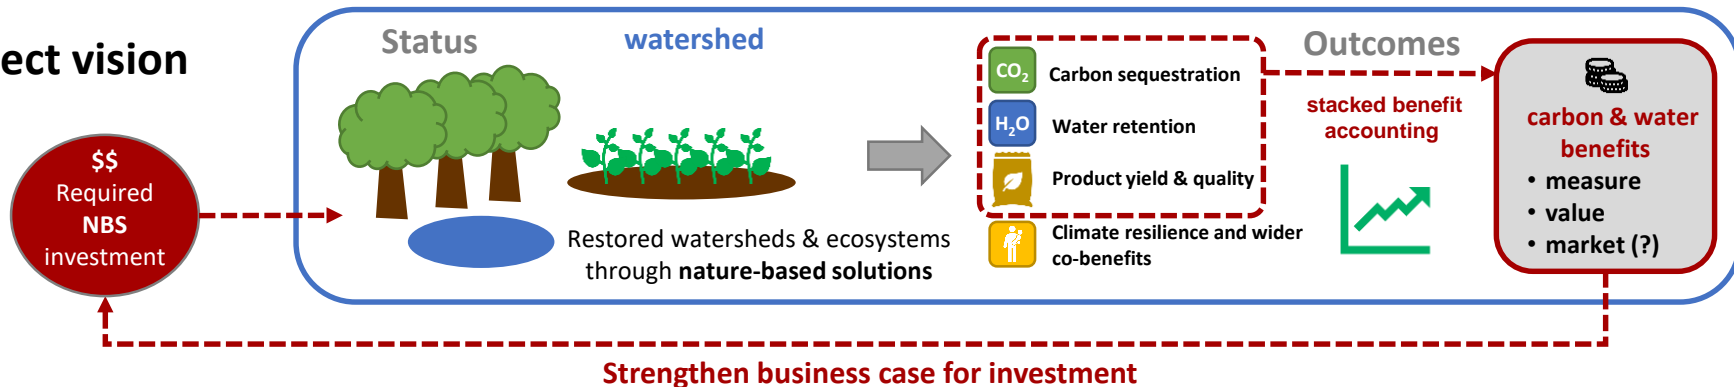 ect vision
$$
Required
NBS
investment
Status
watershed
Restored watersheds & ecosystems
through nature-based solutions
CO2
Carbon sequestration
H2O
Water retention
Product yield & quality
Climate resilience and wider
co-benefits
Outcomes
stacked benefit
accounting
carbon & water
benefits
• measure
• value
• market (?)
Strengthen business case for investment